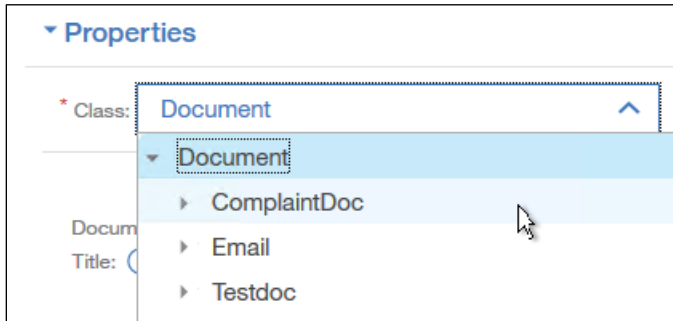 Properties
* Class: Document
Document
ComplaintDoc
Docum
Email
Title:
Testdoc